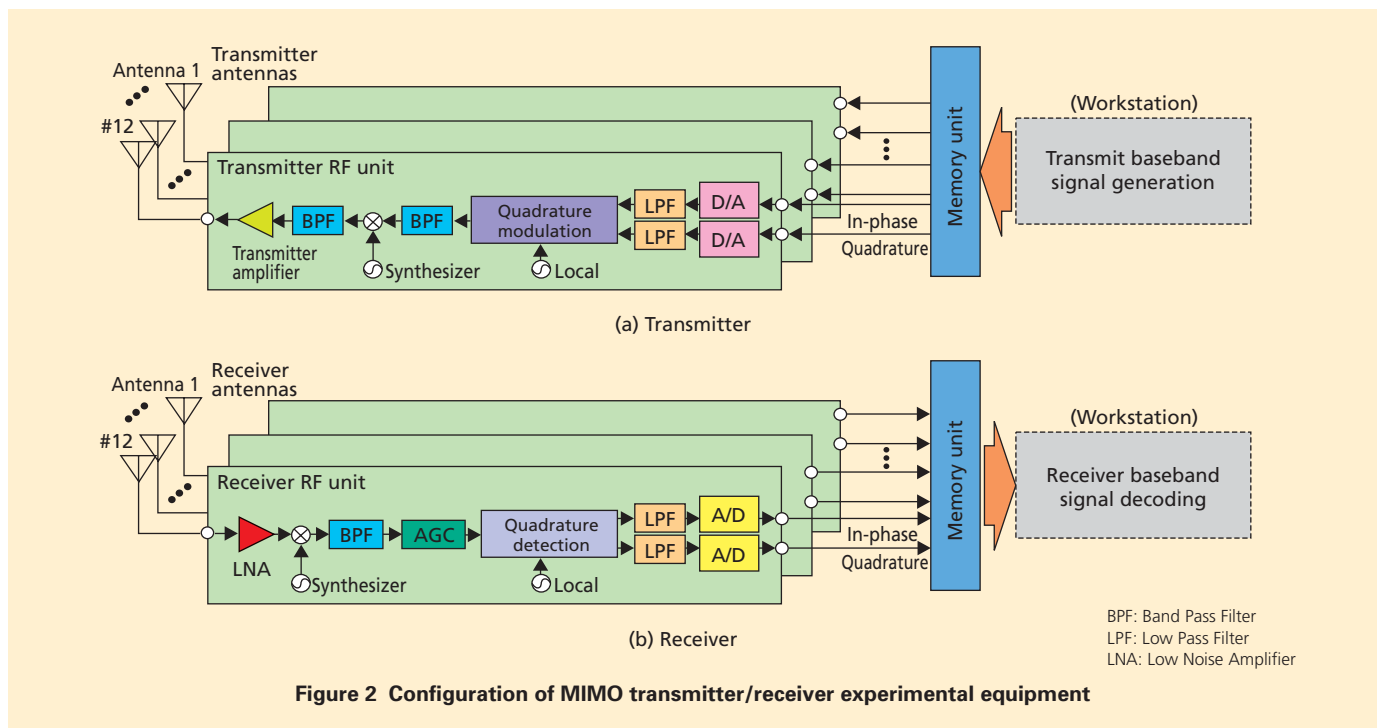 Transmitter
antennas
Antenna 1
#12
Transmitter RF unit
BPF
BPF
Quadrature
modulation
LPF
LPF
D/A
D/A
Transmitter
amplifier
Synthesizer
Local
In-phase
Quadrature
Memory unit
(Workstation)
Transmit baseband
signal generation
(a) Transmitter
Receiver
antennas
Antenna 1
#12
Receiver RF unit
LNA
BPF
AGC
Quadrature
detection
LPF
LPF
A/D
A/D
Synthesizer
Local
In-phase
Quadrature
Memory unit
(Workstation)
Receiver baseband
signal decoding
(b) Receiver
BPF: Band Pass Filter
LPF: Low Pass Filter
LNA: Low Noise Amplifier
Figure 2 Configuration of MIMO transmitter/receiver experimental equipment